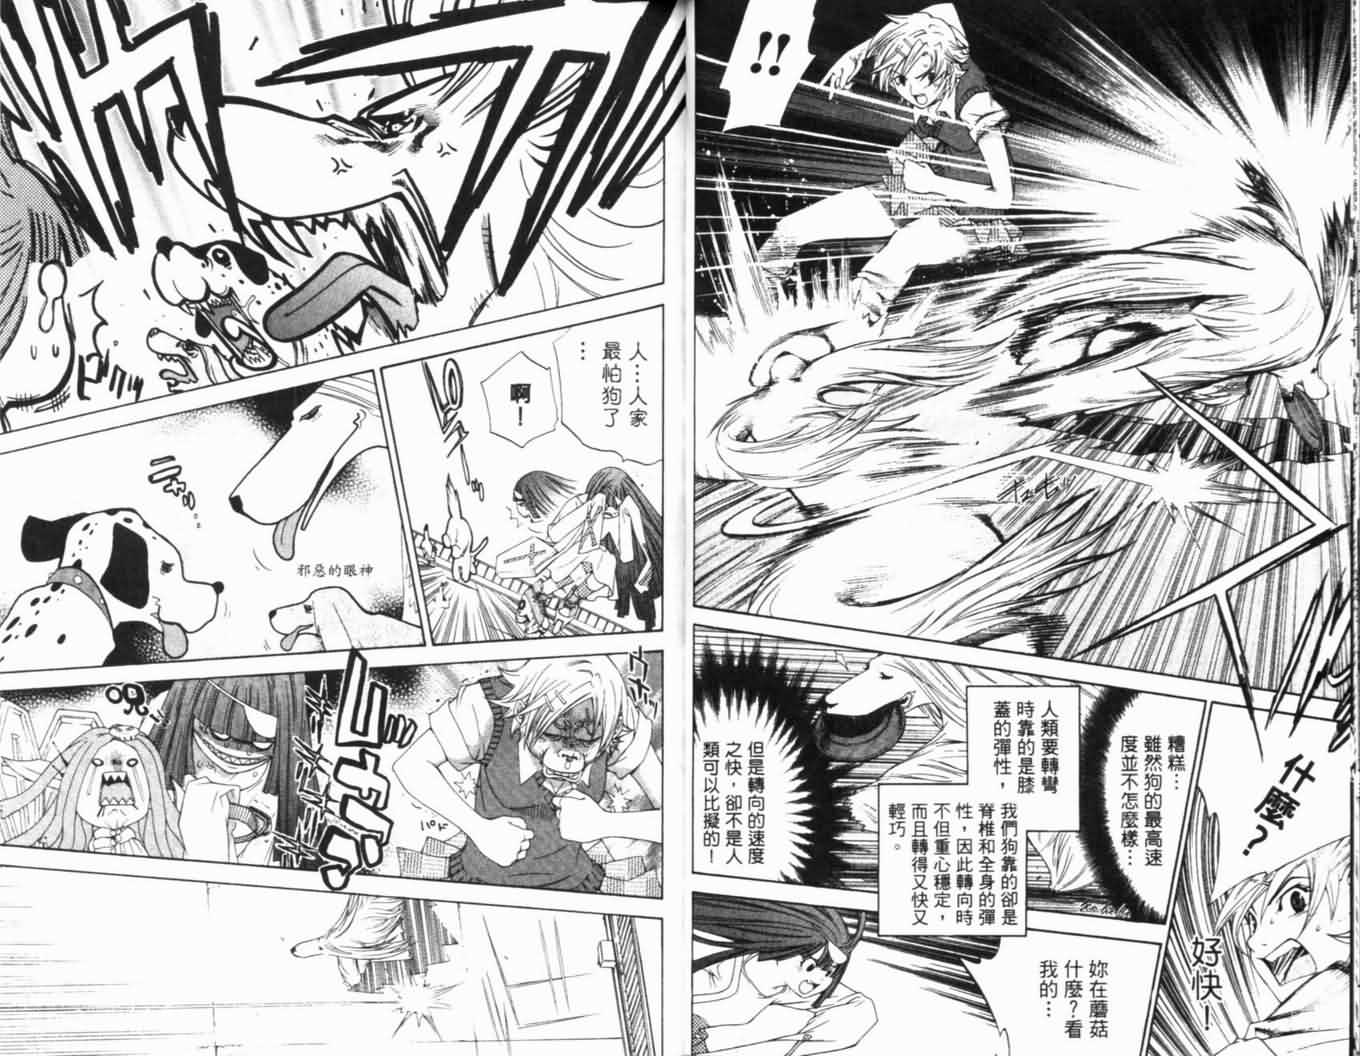 !!
什麼?
好快!
糟糕…
雖然狗的最高速
度並不怎麼樣…
人類要轉彎
時靠的是膝
蓋的彈性，
我們狗靠的卻是
脊椎和全身的彈
性，因此轉向時
不但重心穩定，
而且轉得又快又
輕巧。
但是轉向的速度
之快，卻不是人
類可以比擬的!
妳在蘑菇
什麼?看
我的…
人…人家
最怕狗了
…
啊!
邪惡的眼神